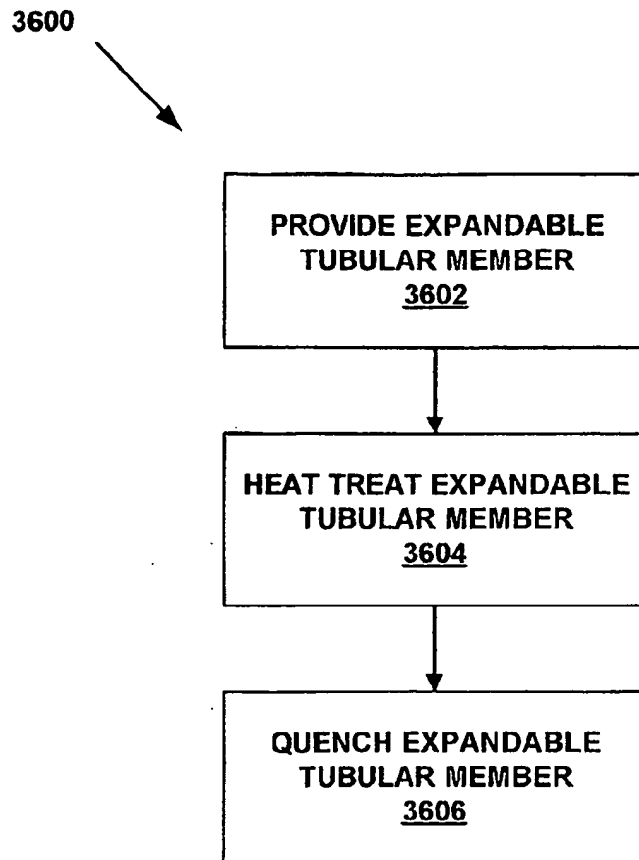 3600
PROVIDE EXPANDABLE
TUBULAR MEMBER
3602
HEAT TREAT EXPANDABLE
TUBULAR MEMBER
3604
QUENCH EXPANDABLE
TUBULAR MEMBER
3606